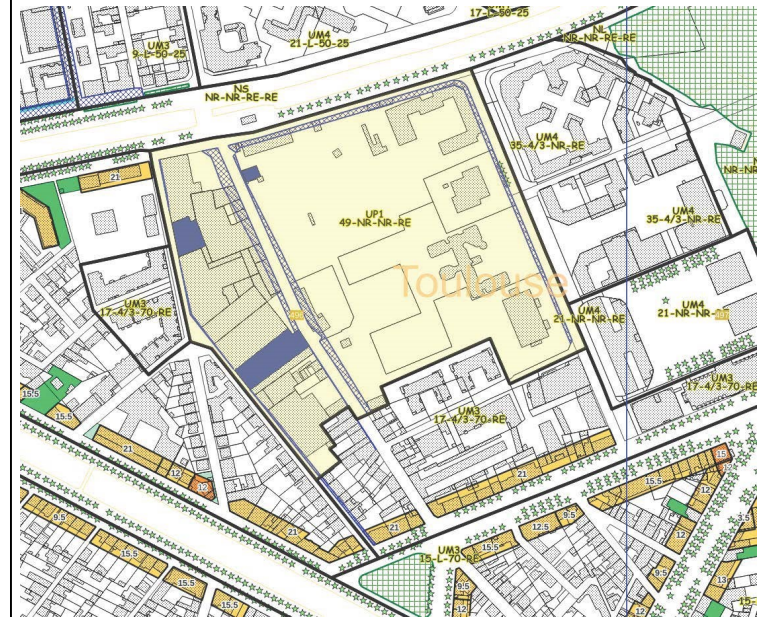 17-L-50-25
UM4
21-L-50-25
UM3
9-L-50-25
NL
NR-NR-RE-RE
NS
NR-NR-RE-RE
UM4
35-4/3-NR-RE
21
UP1
49-NR-NR-RE
UM4
35-4/3-NR-RE
Toulouse
UM3
17-4/3-70-RE
UM4
21-NR-NR-RE
UM4
21-NR-NR-
UM3
17-4/3-70-RE
15.5
15.5
UM3
17-4/3-70-RE
21
12
12
21
15
12
15.5
12
9.5
15.5
21
21
12.5
9.5
12
UM3
15-L-70-RE
15.5
15.5
15.5
9.5
12
9.5
13
12